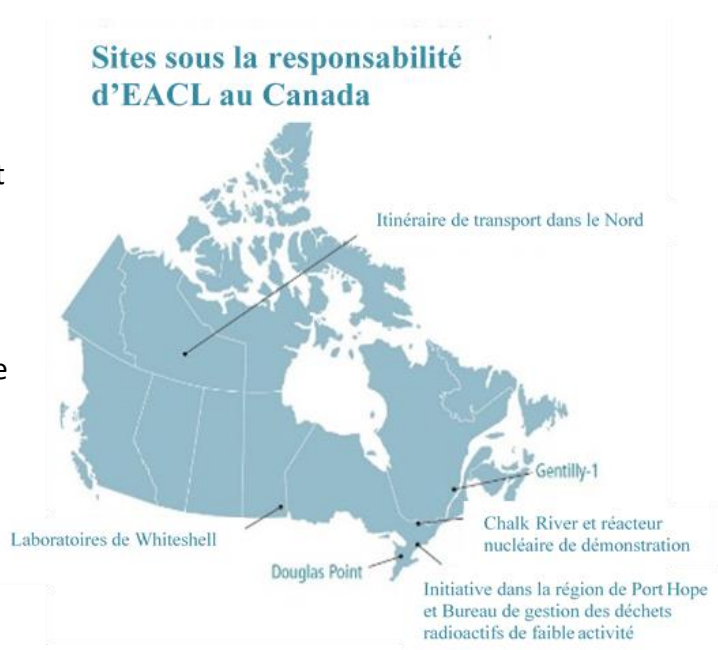 Sites sous la responsabilité
d’EACL au Canada
t
Itinéraire de transport dans le Nord
e
Gentilly-1
Chalk River et réacteur
nucléaire de démonstration
Laboratoires de Whiteshell
Douglas Point
Initiative dans la région de Port Hope
et Bureau de gestion des déchets
radioactifs de faible activité